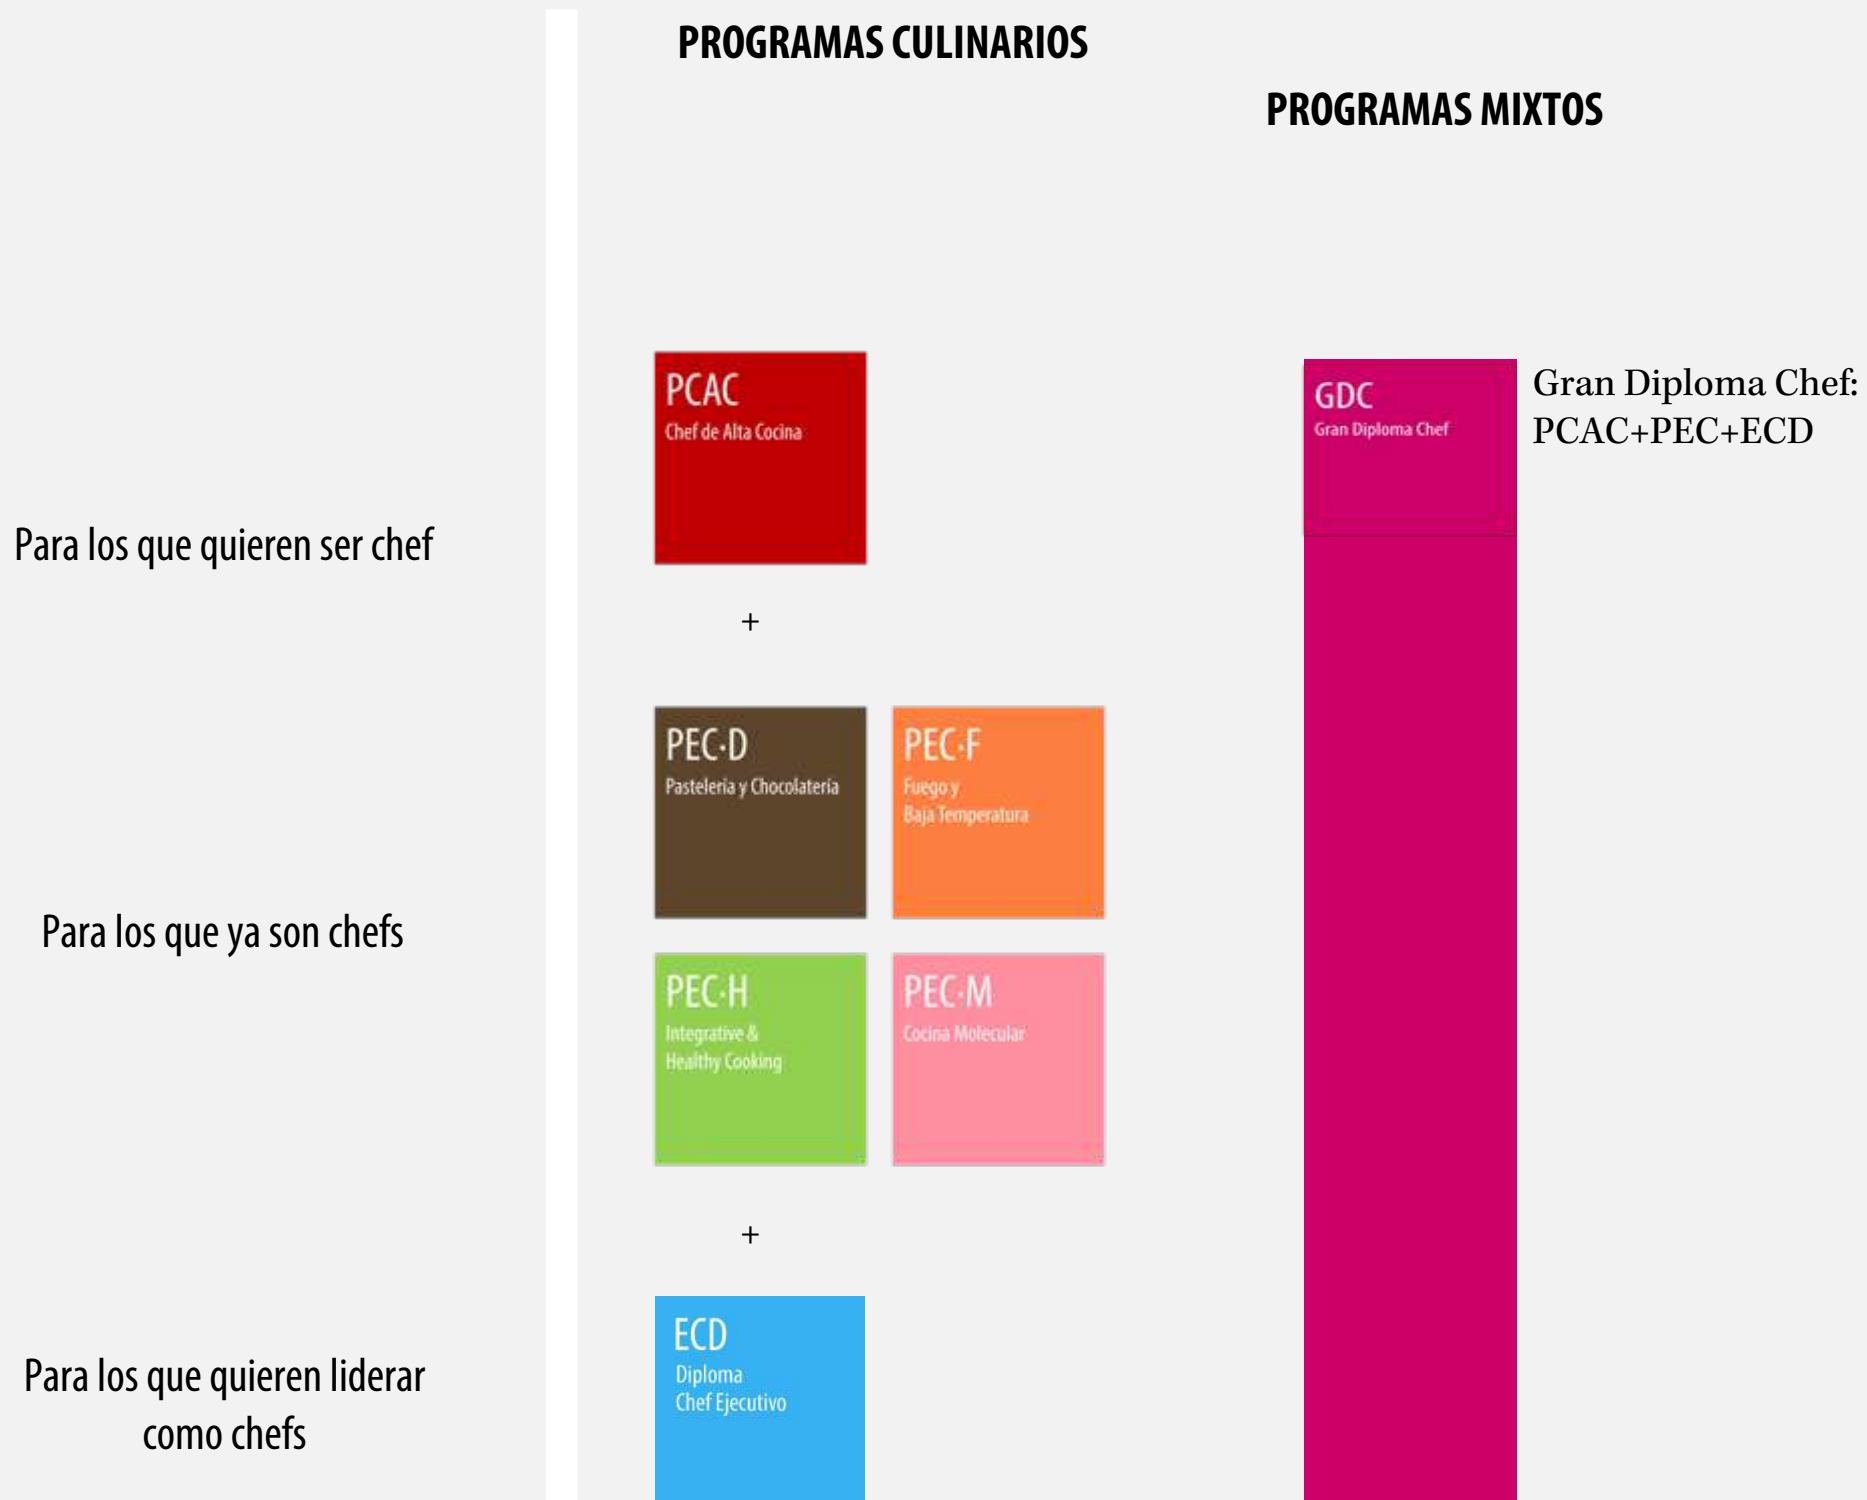 PROGRAMAS CULINARIOS
PROGRAMAS MIXTOS
PCAC
Chef de Alta Cocina
GDC
Gran Diploma Chef
Gran Diploma Chef:
PCAC+PEC+ECD
Para los que quieren ser chef
+
PEC·D
Pasteleria y Chocolatería
PEC·F
Fuego y
Baja Temperatura
Para los que ya son chefs
PEC·H
Integrative &
Healthy Cooking
PEC·M
Cocina Molecular
+
ECD
Diploma
Chef Ejecutivo
Para los que quieren liderar
como chefs